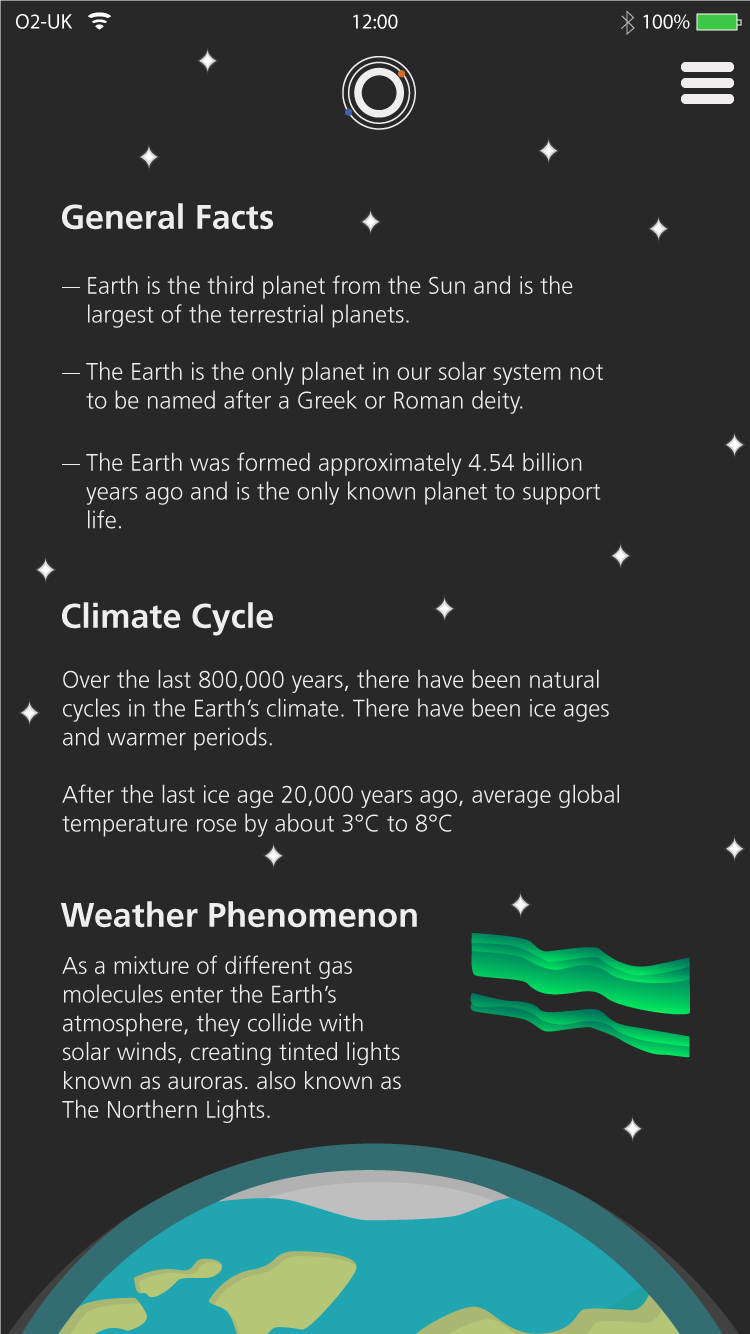 O2-UK 12:00 100%
General Facts
— Earth is the third planet from the Sun and is the
largest of the terrestrial planets.
— The Earth is the only planet in our solar system not
to be named after a Greek or Roman deity.
— The Earth was formed approximately 4.54 billion
years ago and is the only known planet to support
life.
Climate Cycle
Over the last 800,000 years, there have been natural
cycles in the Earth’s climate. There have been ice ages
and warmer periods.
After the last ice age 20,000 years ago, average global
temperature rose by about 3°C to 8°C
Weather Phenomenon
As a mixture of different gas
molecules enter the Earth’s
atmosphere, they collide with
solar winds, creating tinted lights
known as auroras. also known as
The Northern Lights.